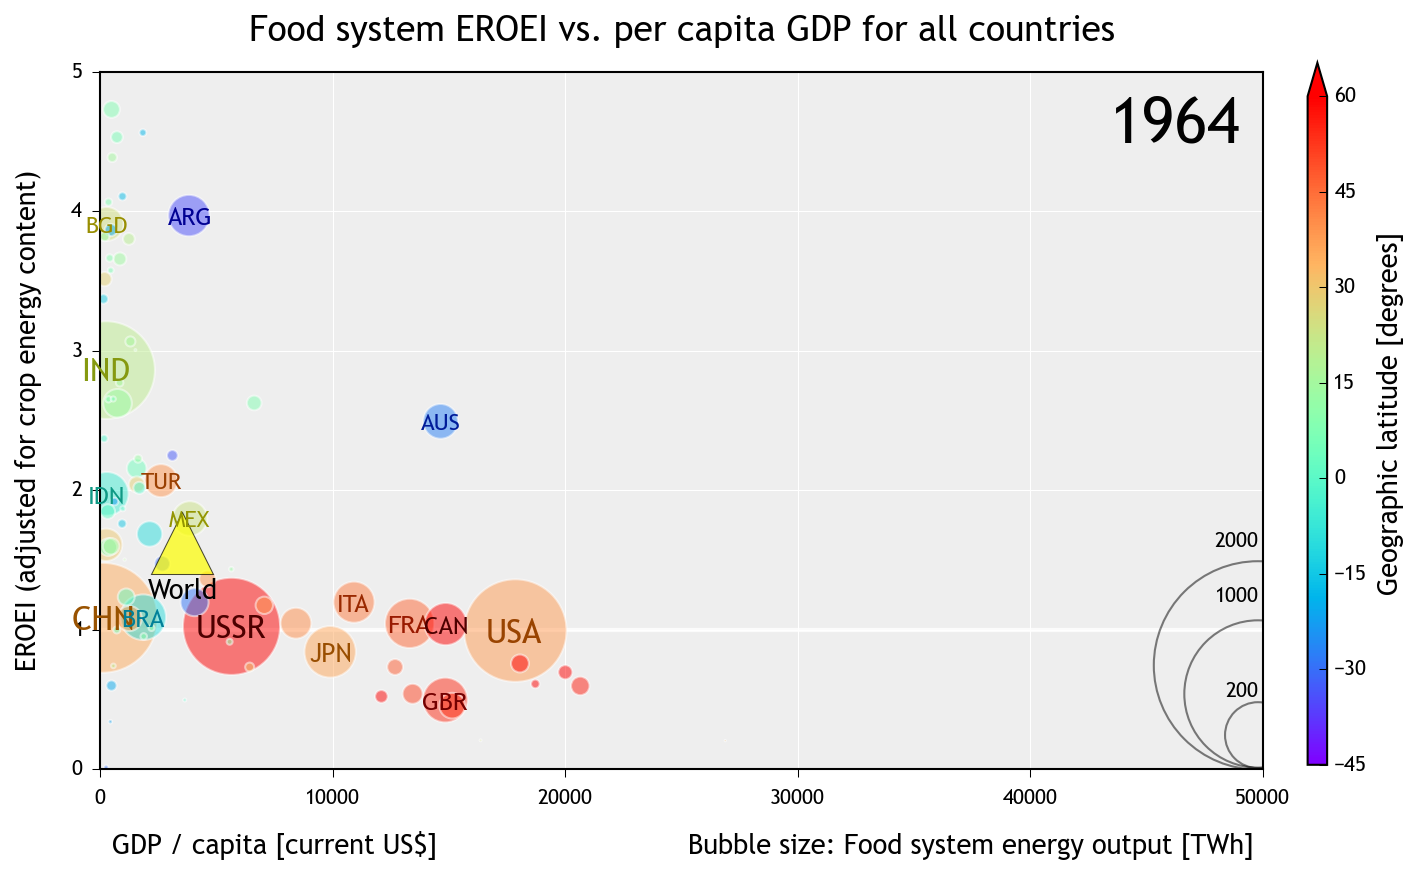 Food system EROEI vs. per capita GDP for all countries
1964
EROEI (adjusted for crop energy content)
5
4
3
2
1
0
BGD
ARG
IND
AUS
TUR
IDN
MEX
World
CHN
BRA
USSR
ITA
FRA
CAN
USA
JPN
GBR
2000
1000
200
0
10000
20000
30000
40000
50000
GDP / capita [current US$]
Bubble size: Food system energy output [TWh]
60
45
30
15
0
−15
−30
−45
Geographic latitude [degrees]